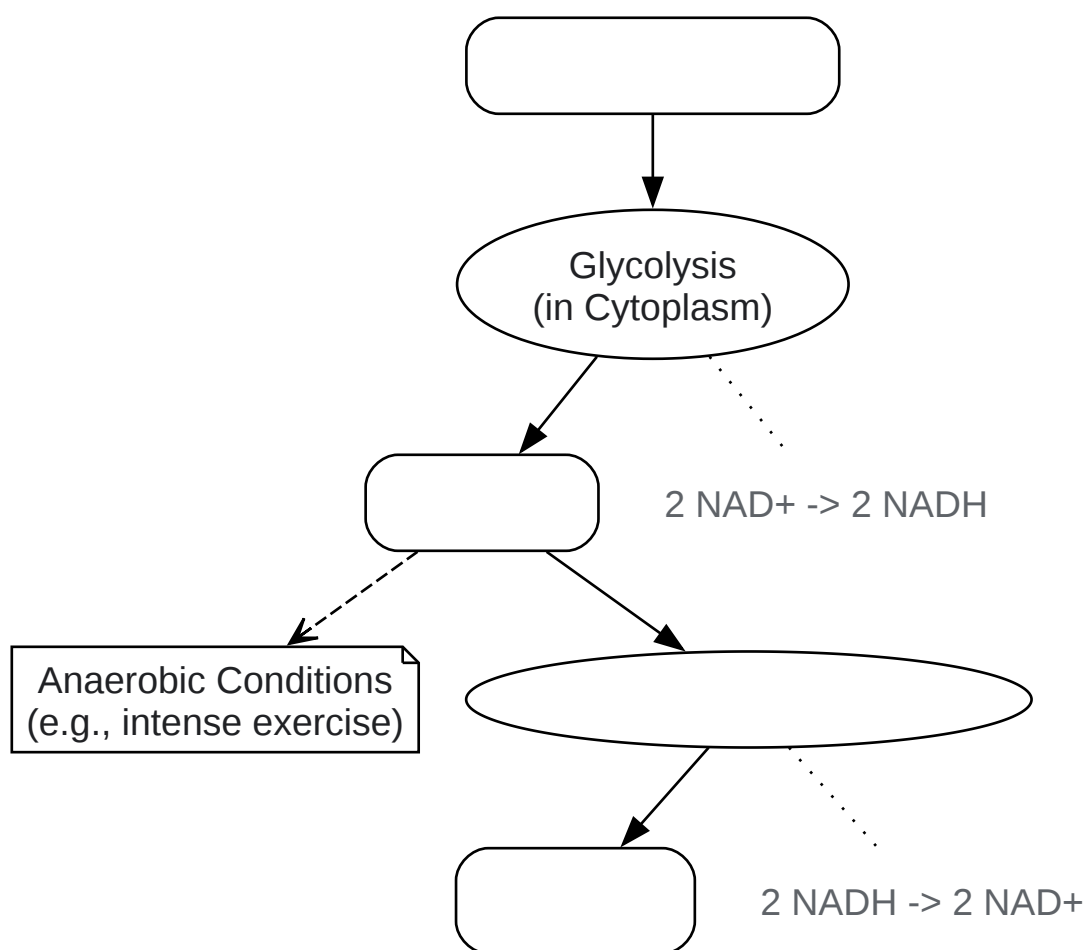 Glycolysis
(in Cytoplasm)
2 NAD+ -> 2 NADH
Anaerobic Conditions
(e.g., intense exercise)
2 NADH -> 2 NAD+